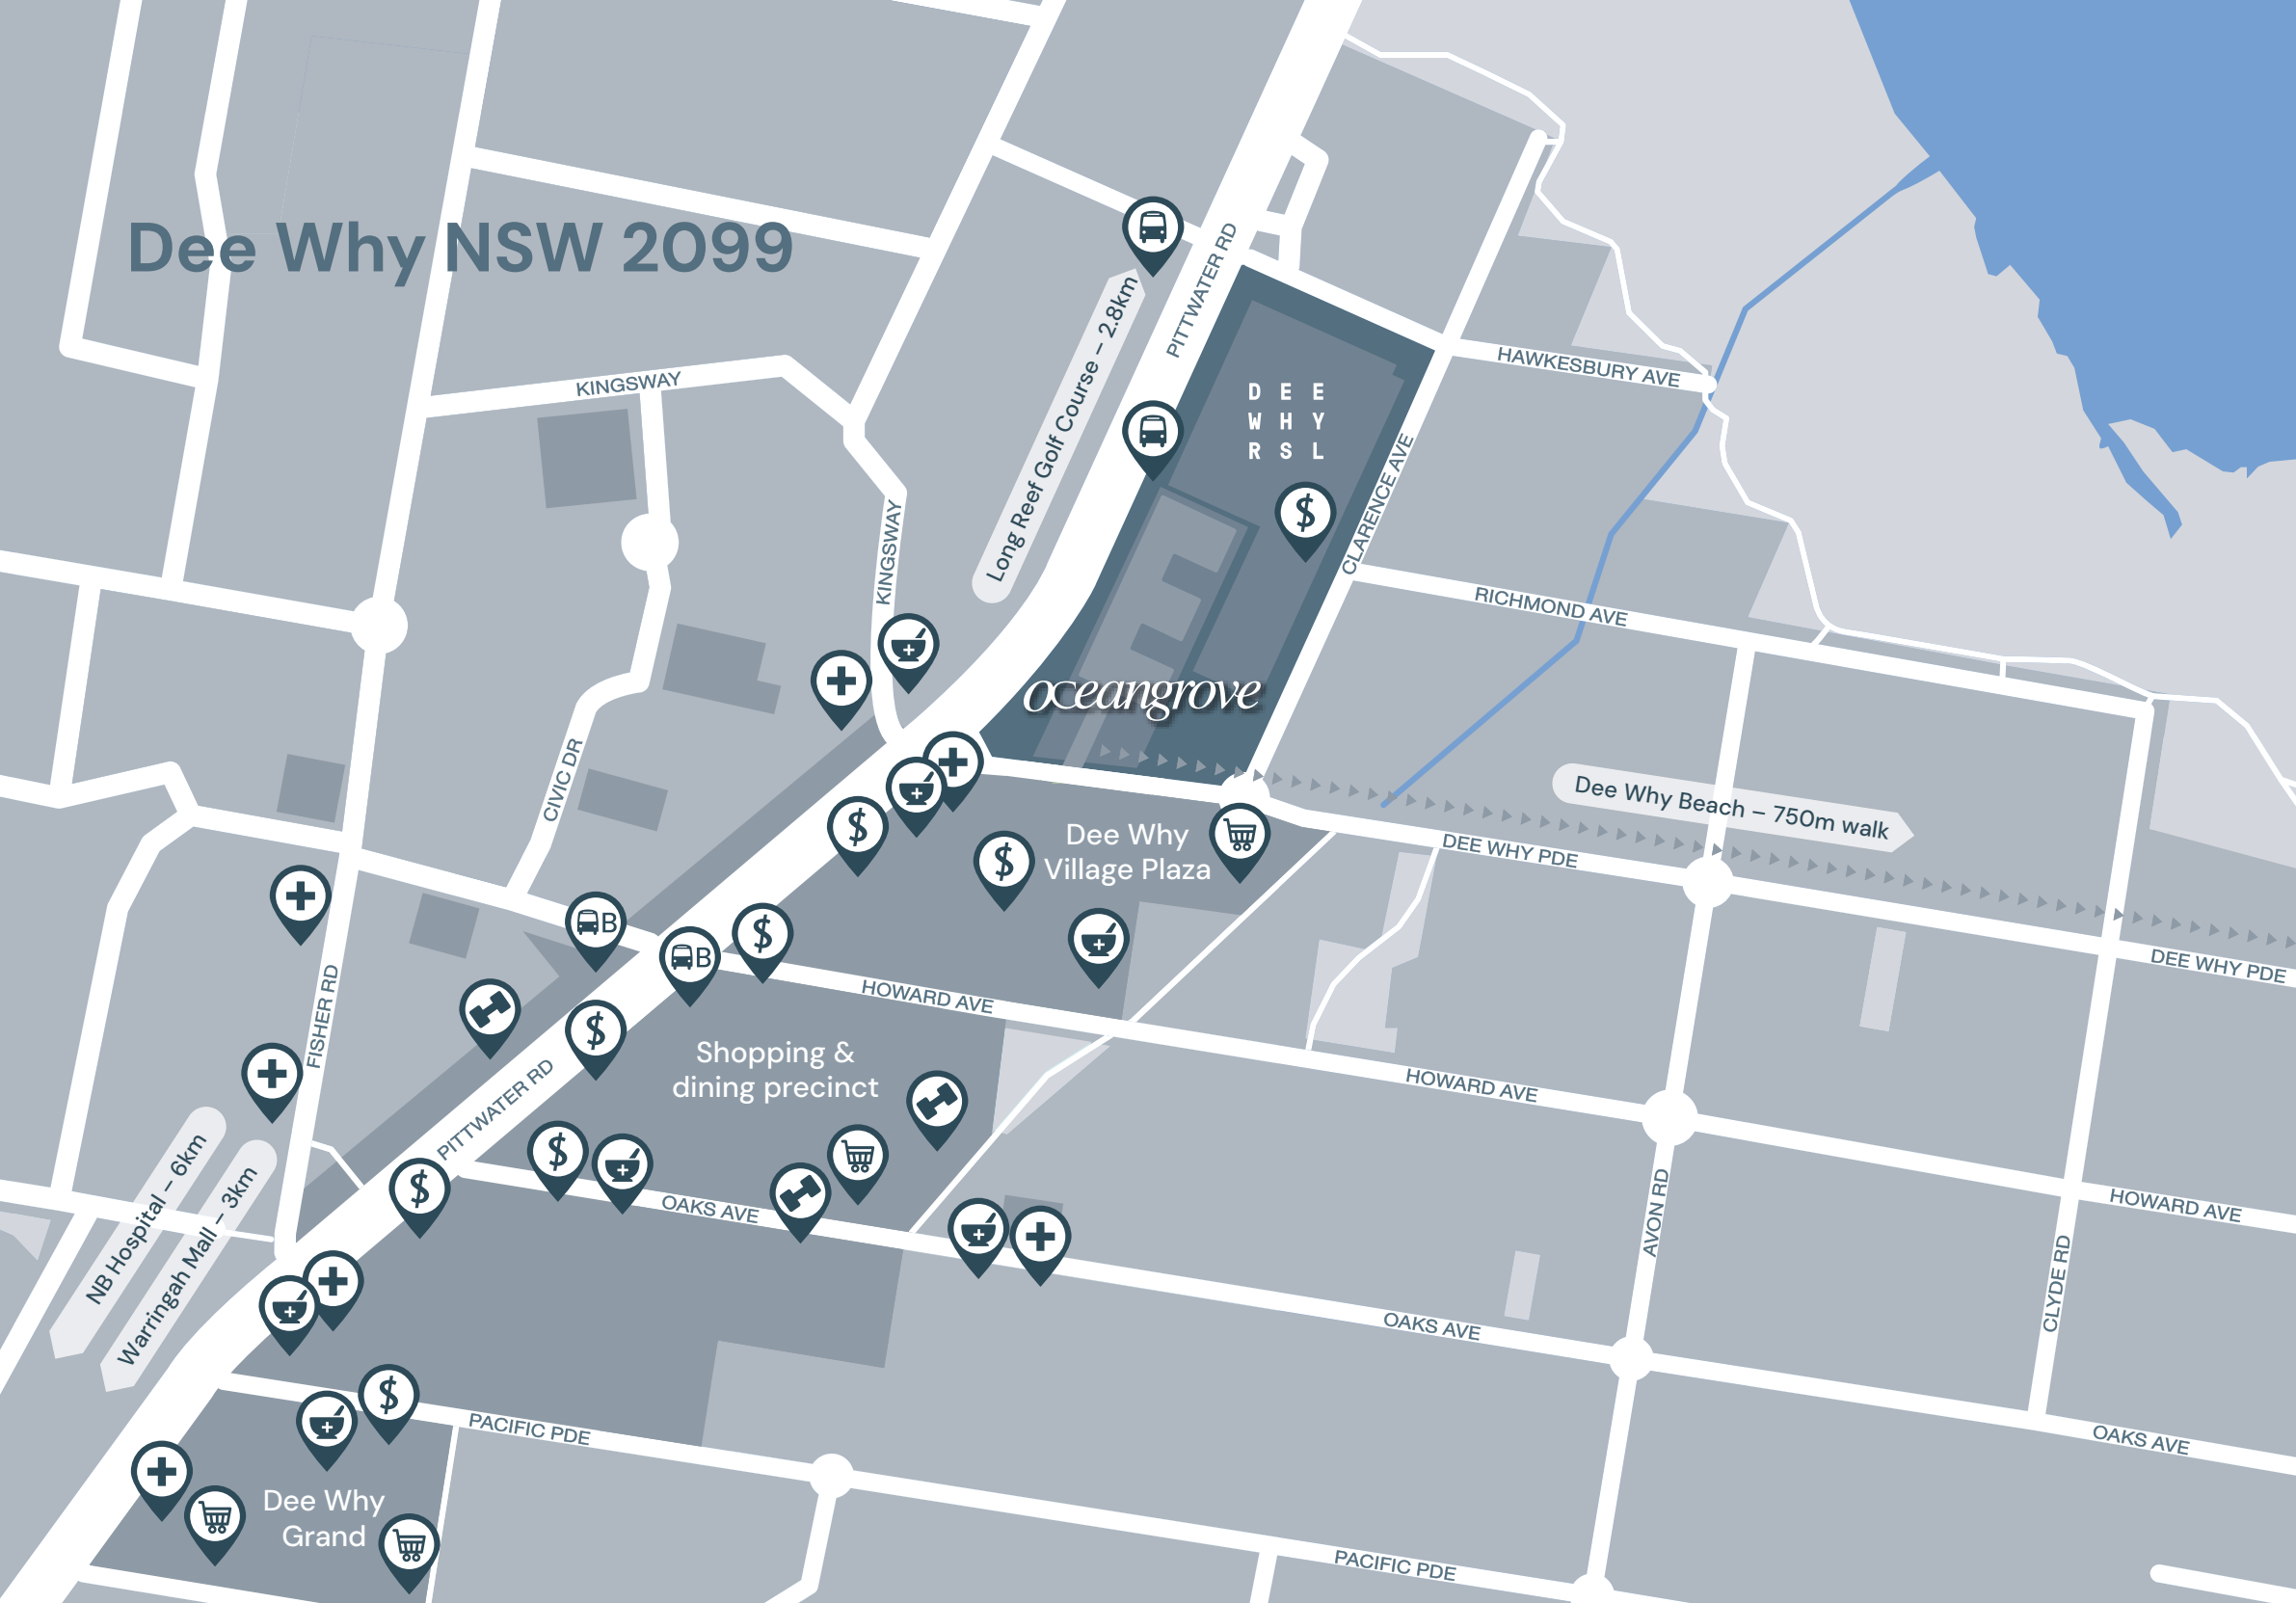 Dee Why NSW 2099
PITTWATER RD
Long Reef Golf Course – 2.8km
KINGSWAY
HAWKESBURY AVE
DEE
WHY
RSL
CLARENCE AVE
$
KINGSWAY
RICHMOND AVE
oceangrove
CIVIC DR
Dee Why Beach – 750m walk
$
Dee Why
Village Plaza
$
DEE WHY PDE
B
B
$
DEE WHY PDE
FISHER RD
HOWARD AVE
$
Shopping &
dining precinct
PITTWATER RD
HOWARD AVE
NB Hospital – 6km
Warringah Mall – 3km
$
$
OAKS AVE
AVON RD
HOWARD AVE
CLYDE RD
OAKS AVE
$
PACIFIC PDE
OAKS AVE
Dee Why
Grand
PACIFIC PDE